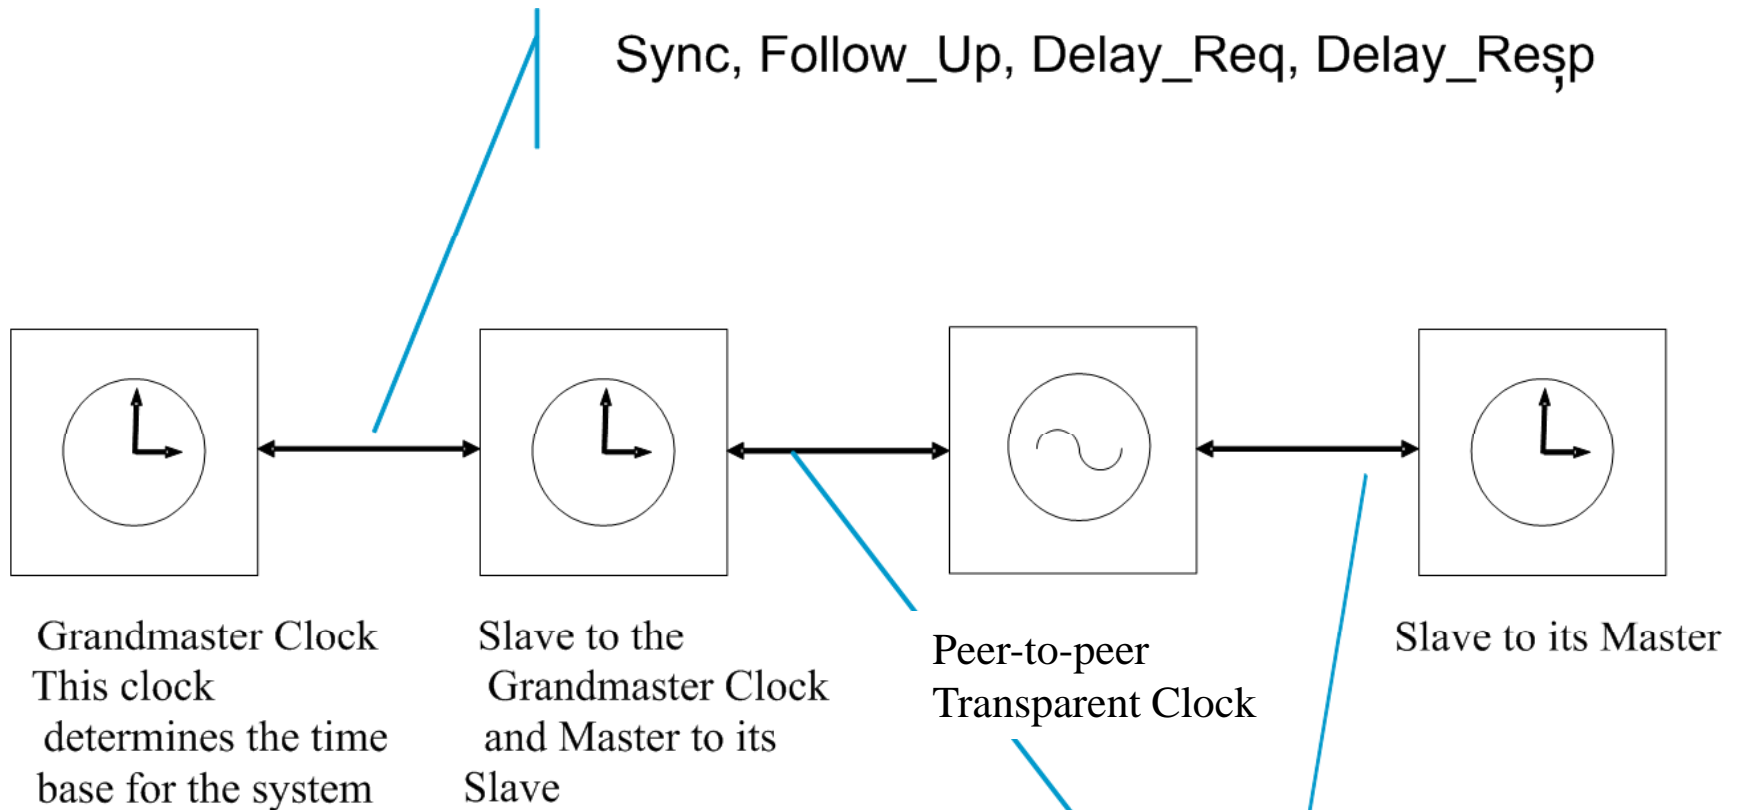 Sync, Follow_Up, Delay_Req, Delay_Resp,
Grandmaster Clock
This clock
determines the time
base for the system
Slave to the
Grandmaster Clock
and Master to its
Slave
Peer-to-peer
Transparent Clock
Slave to its Master